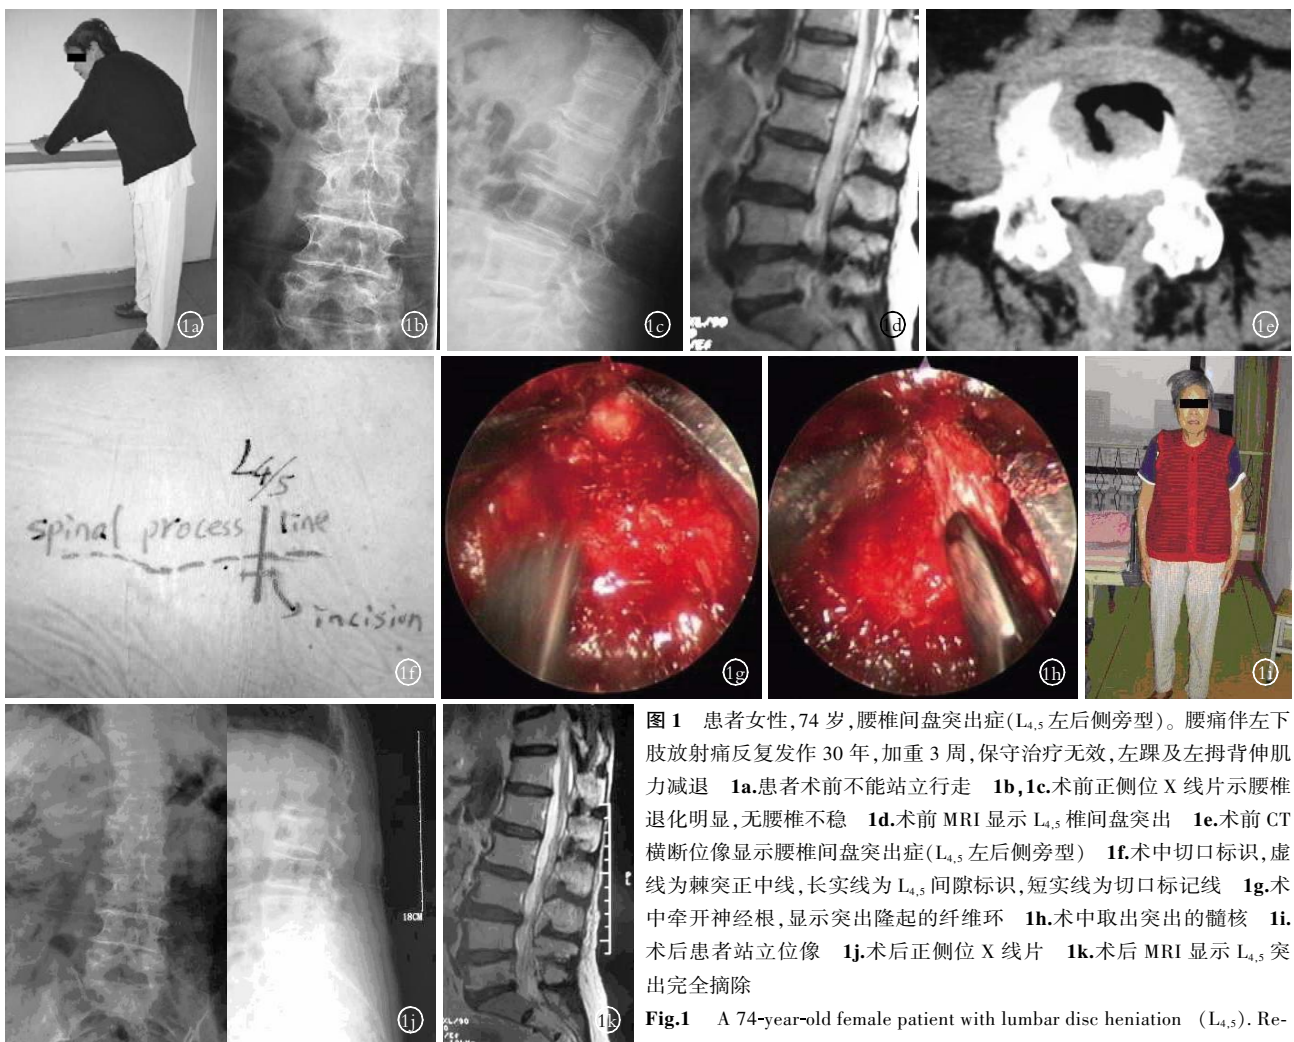 1a
1b
1c
XL/90
0
/Ef
1d
1e
L4/5
spinal process line
incision
1f
1g
1h
1i
18CM
1j
XL/90
0
/Ef
1k
图 1 患者女性,74 岁,腰椎间盘突出症(L4,5 左后侧旁型)。腰痛伴左下
肢放射痛反复发作 30 年,加重 3 周,保守治疗无效,左踝及左拇背伸肌
力减退 1a.患者术前不能站立行走 1b,1c.术前正侧位 X 线片示腰椎
退化明显,无腰椎不稳 1d.术前 MRI 显示 L4,5 椎间盘突出 1e.术前 CT
横断位像显示腰椎间盘突出症(L4,5 左后侧旁型) 1f.术中切口标识,虚
线为棘突正中线,长实线为 L4,5 间隙标识,短实线为切口标记线 1g.术
中牵开神经根,显示突出隆起的纤维环 1h.术中取出突出的髓核 1i.
术后患者站立位像 1j.术后正侧位 X 线片 1k.术后 MRI 显示 L4,5 突
出完全摘除
Fig.1 A 74-year-old female patient with lumbar disc heniation (L4,5). Re-